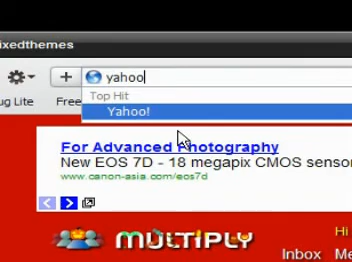 ixedthemes
yahoo
ug Lite Free
Top Hit
Yahoo!
For Advanced Photography
New EOS 7D - 18 megapix CMOS sensor
www.canon-asia.com/eos7d
MULTIPLY
Hi
Inbox Me